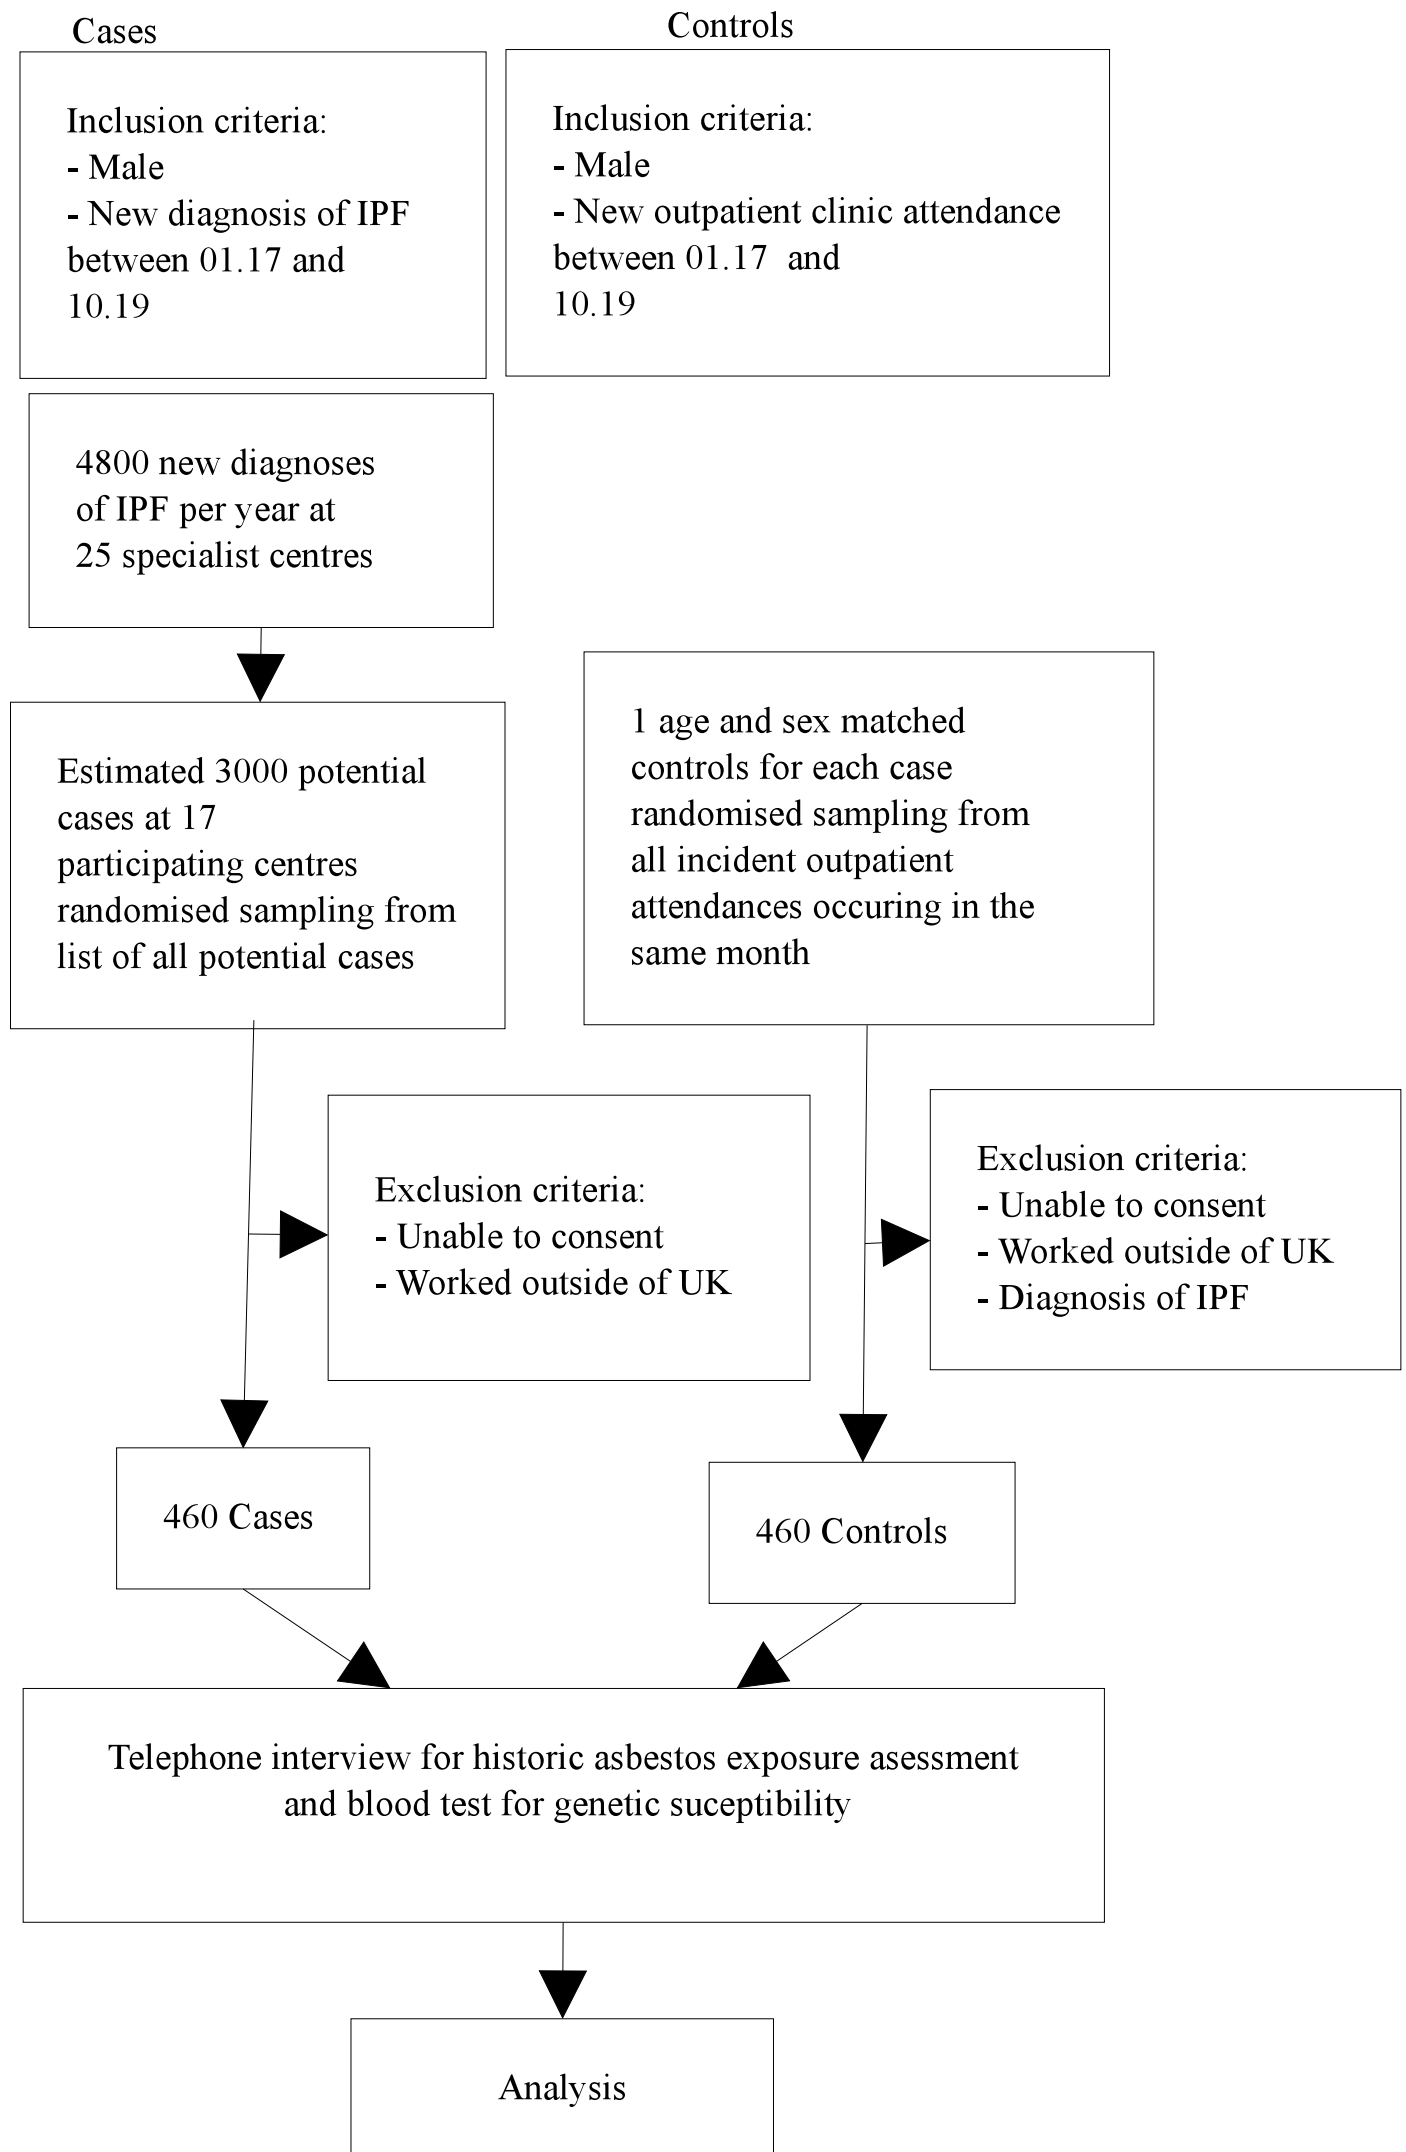 Cases
Inclusion criteria:
- Male
- New diagnosis of IPF
between 01.17 and
10.19
Controls
Inclusion criteria:
- Male
- New outpatient clinic attendance
between 01.17  and
10.19
4800 new diagnoses
of IPF per year at
25 specialist centres
Estimated 3000 potential
cases at 17
participating centres
randomised sampling from
list of all potential cases
1 age and sex matched
controls for each case
randomised sampling from
all incident outpatient
attendances occuring in the
same month
Exclusion criteria:
- Unable to consent
- Worked outside of UK
Exclusion criteria:
- Unable to consent
- Worked outside of UK
- Diagnosis of IPF
460 Cases
460 Controls
Telephone interview for historic asbestos exposure asessment
and blood test for genetic suceptibility
Analysis